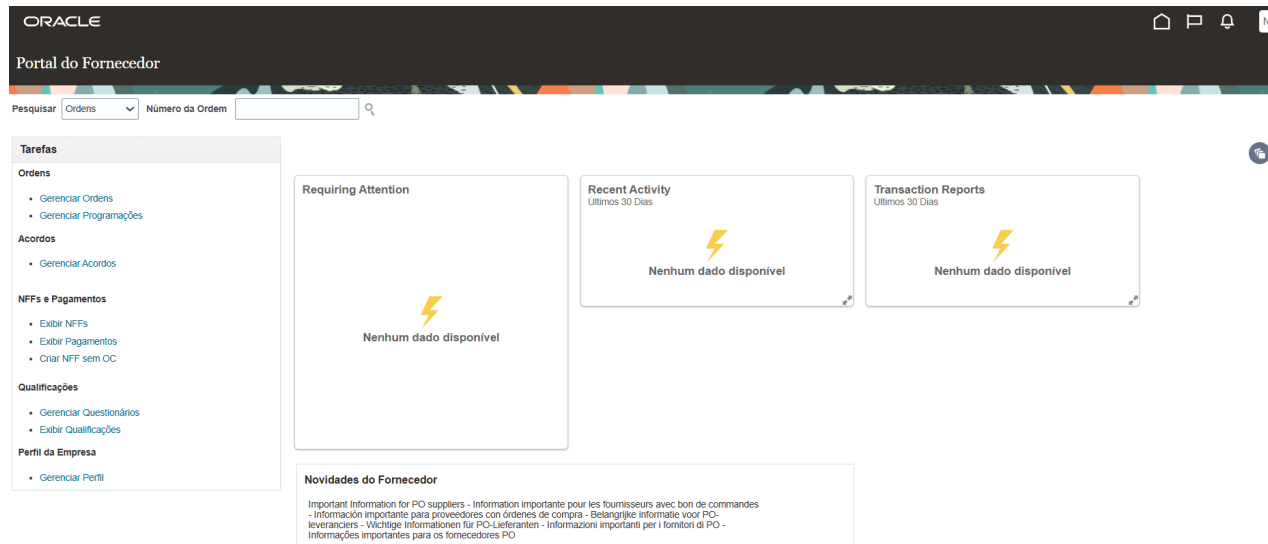 ORACLE
Portal do Fornecedor
Pesquisar Ordens Número da Ordem
Tarefas
Ordens
Gerenciar Ordens
Gerenciar Programações
Acordos
Gerenciar Acordos
NFFs e Pagamentos
Exibir NFFs
Exibir Pagamentos
Criar NFF sem OC
Qualificações
Gerenciar Questionários
Exibir Qualificações
Perfil da Empresa
Gerenciar Perfil
Requiring Attention
Nenhum dado disponível
Recent Activity
Últimos 30 Dias
Nenhum dado disponível
Transaction Reports
Últimos 30 Dias
Nenhum dado disponível
Novidades do Fornecedor
Important Information for PO suppliers - Information importante pour les fournisseurs avec bon de commandes
- Información importante para proveedores con órdenes de compra - Belangrijke informatie voor PO-
leveranciers - Wichtige Informationen für PO-Lieferanten - Informazioni importanti per i fornitori di PO -
Informações importantes para os fornecedores PO